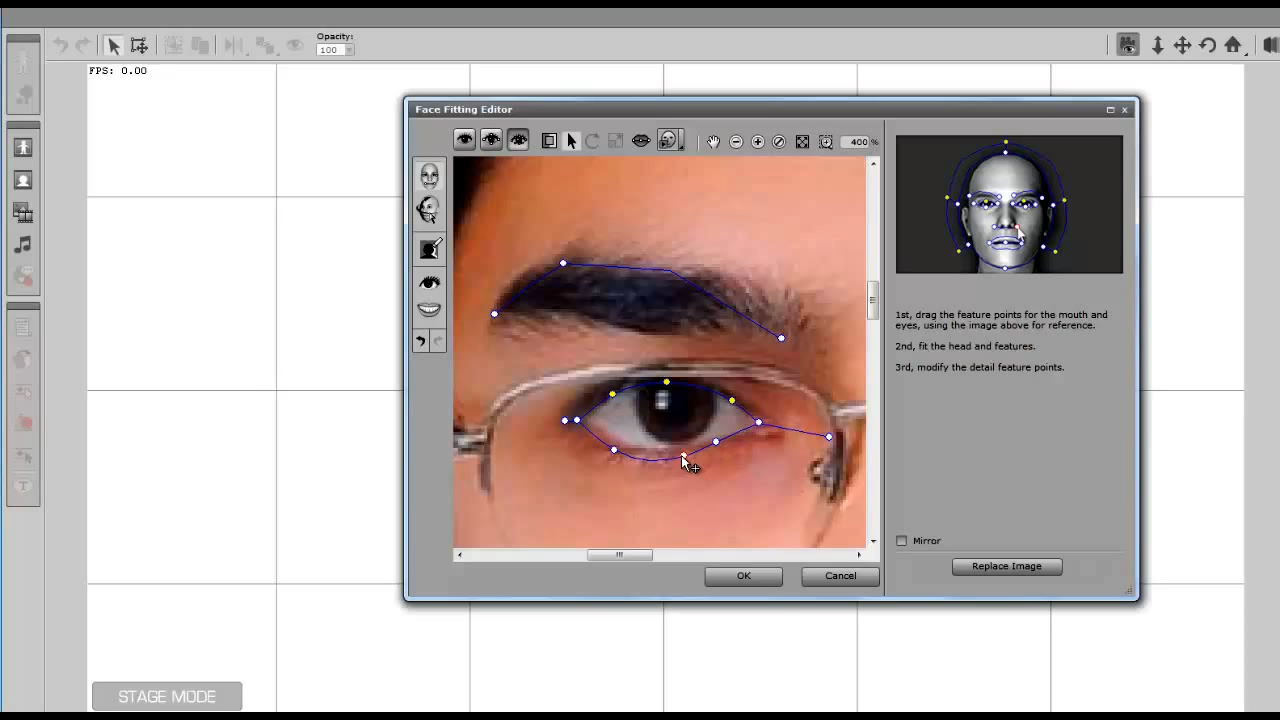 Opacity:
100
FPS: 0.00
Face Fitting Editor
400 %
1st, drag the feature points for the mouth and
eyes, using the image above for reference.
2nd, fit the head and features.
3rd, modify the detail feature points.
Mirror
Replace Image
OK
Cancel
STAGE MODE